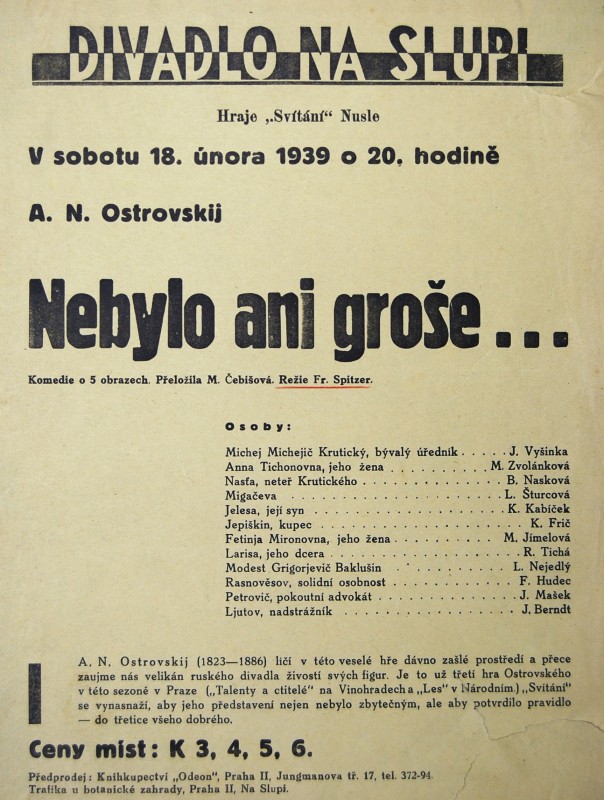 DIVADLO NA SLUPI
Hraje „Svítání“ Nusle
V sobotu 18. února 1939 o 20. hodině
A. N. Ostrovskij
Nebylo ani groše . . .
Komedie o 5 obrazech. Přeložila M. Čebišová. Režie Fr. Spitzer.
Osoby:
Michej Michejič Krutický, bývalý úředník . . . . . J. Vyšinka
Anna Tichonovna, jeho žena . . . . . . . . . . M. Zvolánková
Nasťa, neteř Krutického . . . . . . . . . . . . B. Nasková
Migačeva . . . . . . . . . . . . . . . . . . L. Šturcová
Jelesa, její syn . . . . . . . . . . . . . . . . K. Kabíček
Jepiškin, kupec . . . . . . . . . . . . . . . . K. Frič
Fetinja Mironovna, jeho žena . . . . . . . . . M. Jímelová
Larisa, jeho dcera . . . . . . . . . . . . . . . R. Tichá
Modest Grigorjevič Baklušin . . . . . . . . . L. Nejedlý
Rasnověsov, solidní osobnost . . . . . . . . . F. Hudec
Petrovič, pokoutní advokát . . . . . . . . . . J. Mašek
Ljutov, nadstrážník . . . . . . . . . . . . . . J. Berndt
A. N. Ostrovskij (1823—1886) líčí v této veselé hře dávno zašlé prostředí a přece
zaujme nás velikán ruského divadla živostí svých figur. Je to už třetí hra Ostrovského
v této sezoně v Praze („Talenty a ctitelé“ na Vinohradech a „Les“ v Národním.) „Svítání“
se vynasnaží, aby jeho představení nejen nebylo zbytečným, ale aby potvrdilo pravidlo
— do třetice všeho dobrého.
Ceny míst: K 3, 4, 5, 6.
Předprodej: Knihkupectví „Odeon“, Praha II, Jungmanova tř. 17, tel. 372-94.
Trafika u botanické zahrady, Praha II, Na Slupi.